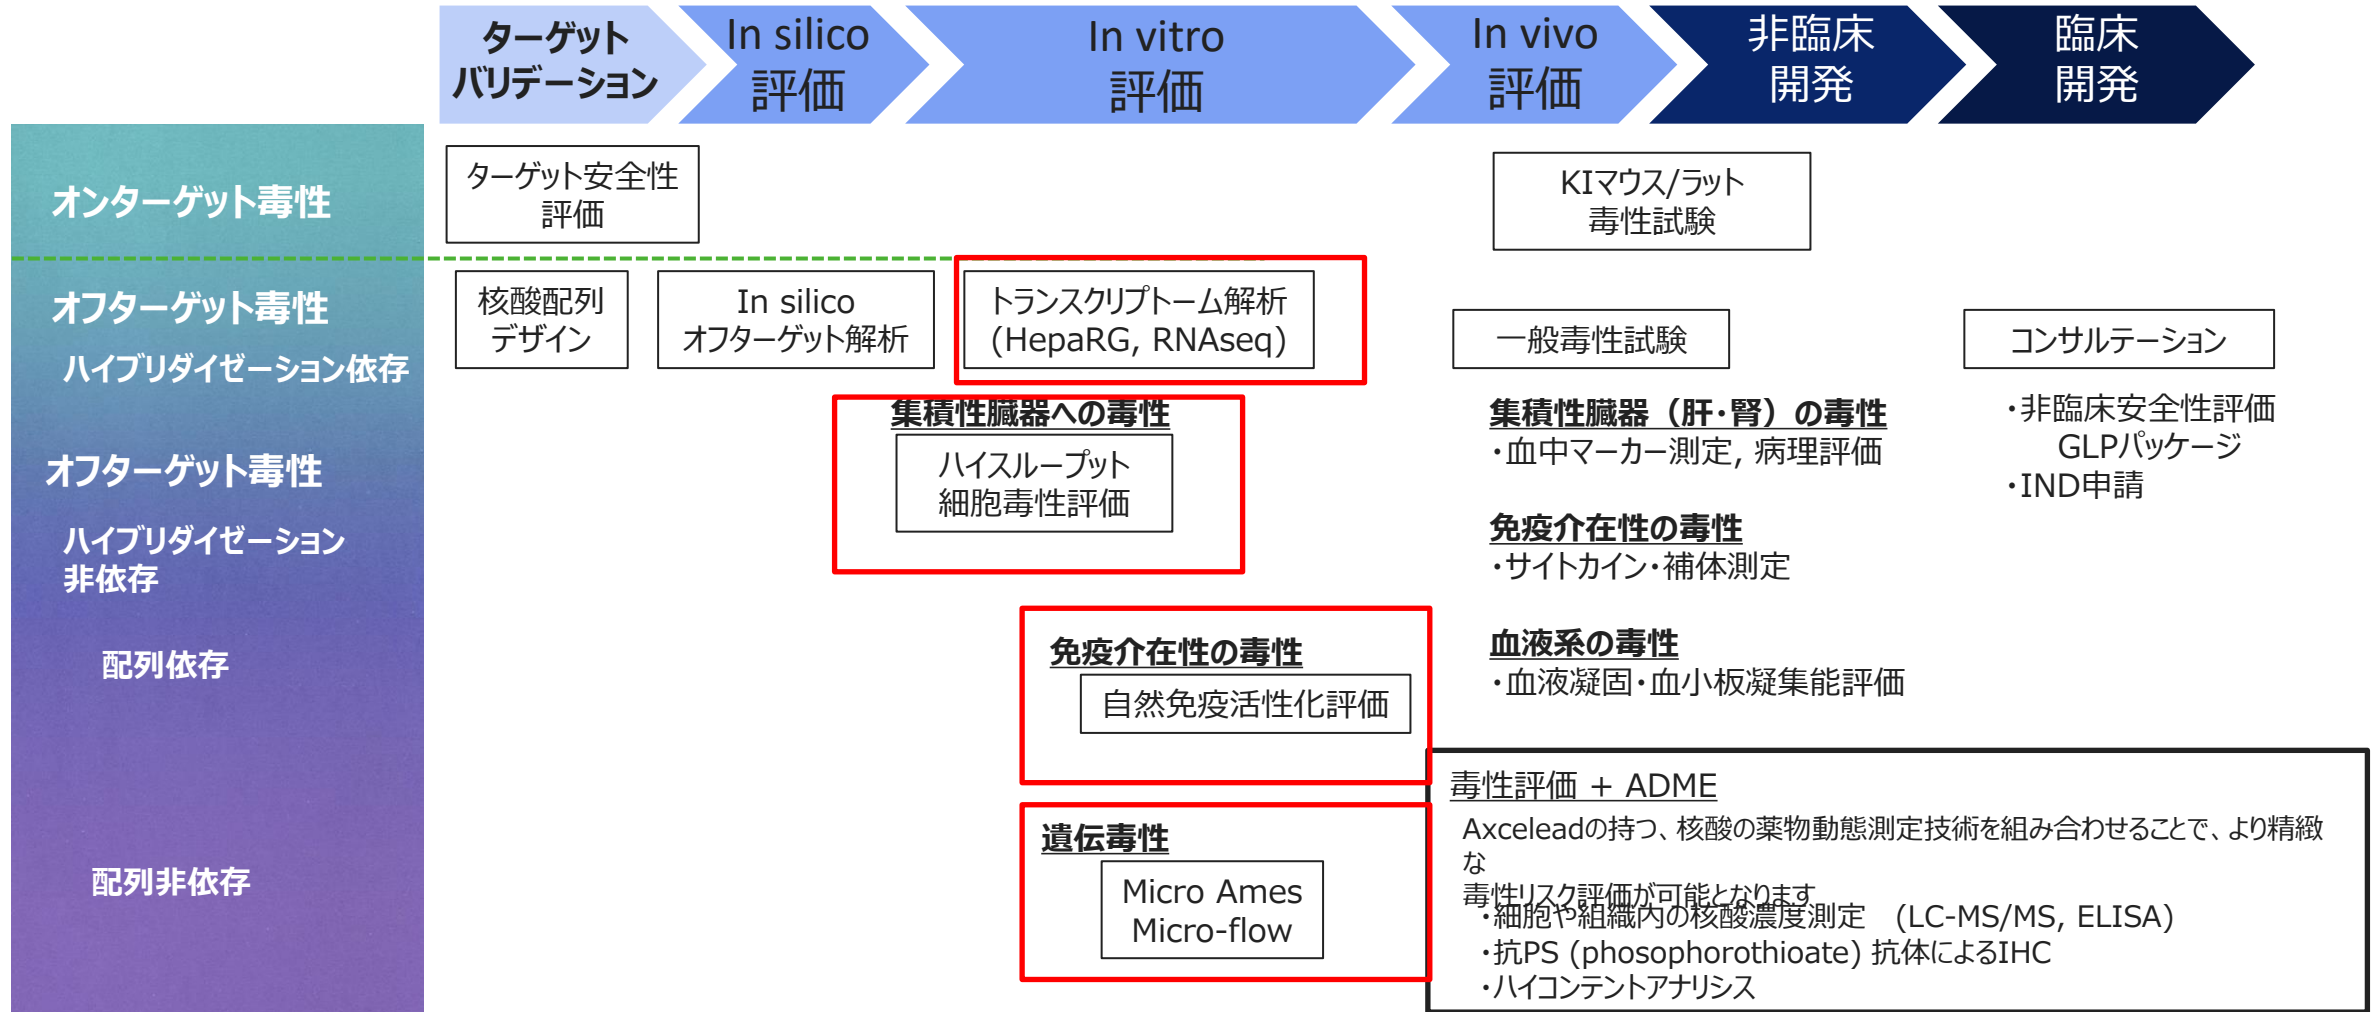 ターゲット
バリデーション
In silico
評価
In vitro
評価
In vivo
評価
非臨床
開発
臨床
開発
オンターゲット毒性
ターゲット安全性
評価
KIマウス/ラット
毒性試験
オフターゲット毒性
ハイブリダイゼーション依存
核酸配列
デザイン
In silico
オフターゲット解析
トランスクリプトーム解析
(HepaRG, RNAseq)
一般毒性試験
コンサルテーション
・非臨床安全性評価
GLPパッケージ
・IND申請
オフターゲット毒性
ハイブリダイゼーション
非依存
集積性臓器への毒性
ハイスループット
細胞毒性評価
集積性臓器（肝・腎）の毒性
・血中マーカー測定, 病理評価
免疫介在性の毒性
・サイトカイン・補体測定
配列依存
免疫介在性の毒性
自然免疫活性化評価
血液系の毒性
・血液凝固・血小板凝集能評価
配列非依存
遺伝毒性
Micro Ames
Micro-flow
毒性評価 + ADME
Axceleadの持つ、核酸の薬物動態測定技術を組み合わせることで、より精緻
な
毒性リスク評価が可能となります
・細胞や組織内の核酸濃度測定　(LC-MS/MS, ELISA)
・抗PS (phosophorothioate) 抗体によるIHC
・ハイコンテントアナリシス